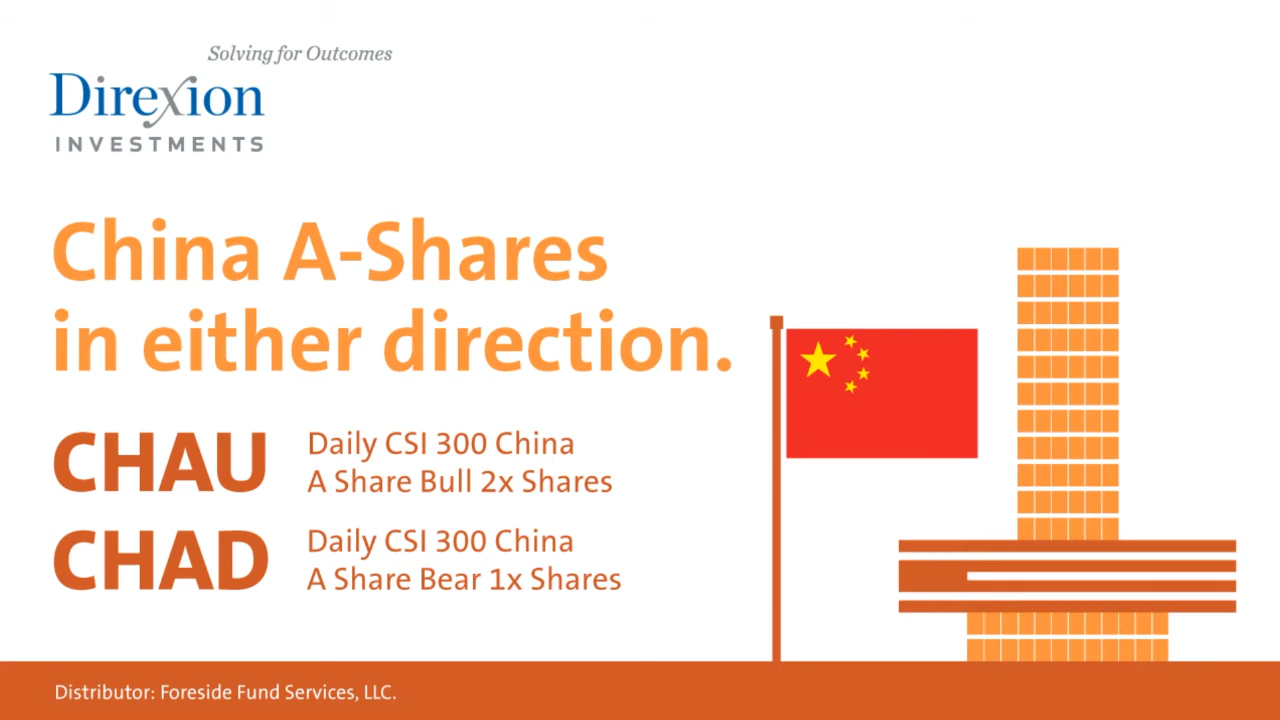 Solving for Outcomes
Direxion
INVESTMENTS
China A-Shares
in either direction.
CHAU
Daily CSI 300 China
A Share Bull 2x Shares
CHAD
Daily CSI 300 China
A Share Bear 1x Shares
Distributor: Foreside Fund Services, LLC.